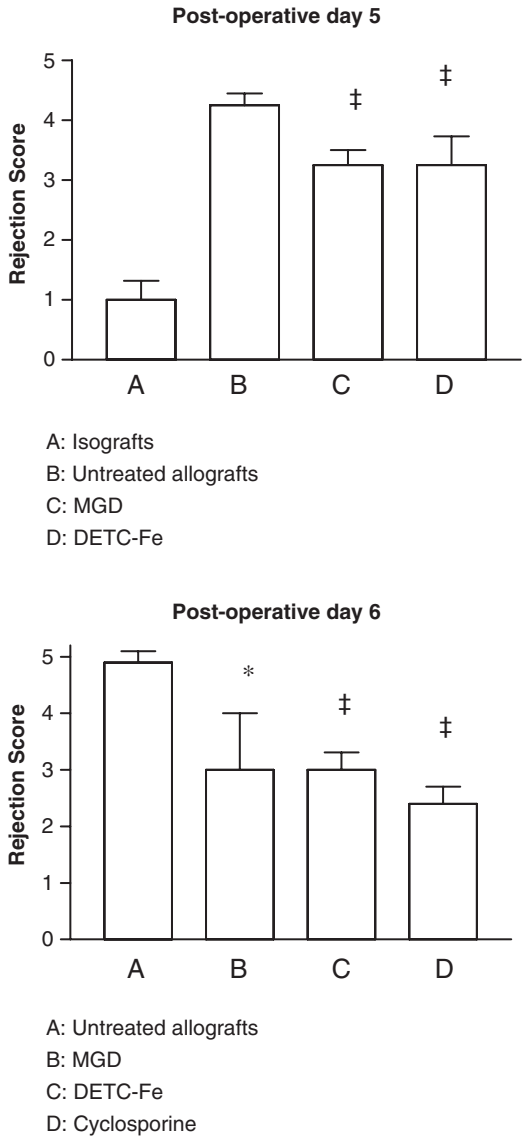 Post-operative day 5
Rejection Score
5
4
3
2
1
0
‡ ‡
A B C D
A: Isografts
B: Untreated allografts
C: MGD
D: DETC-Fe
Post-operative day 6
Rejection Score
5
4
3
2
1
0
* ‡ ‡
A B C D
A: Untreated allografts
B: MGD
C: DETC-Fe
D: Cyclosporine